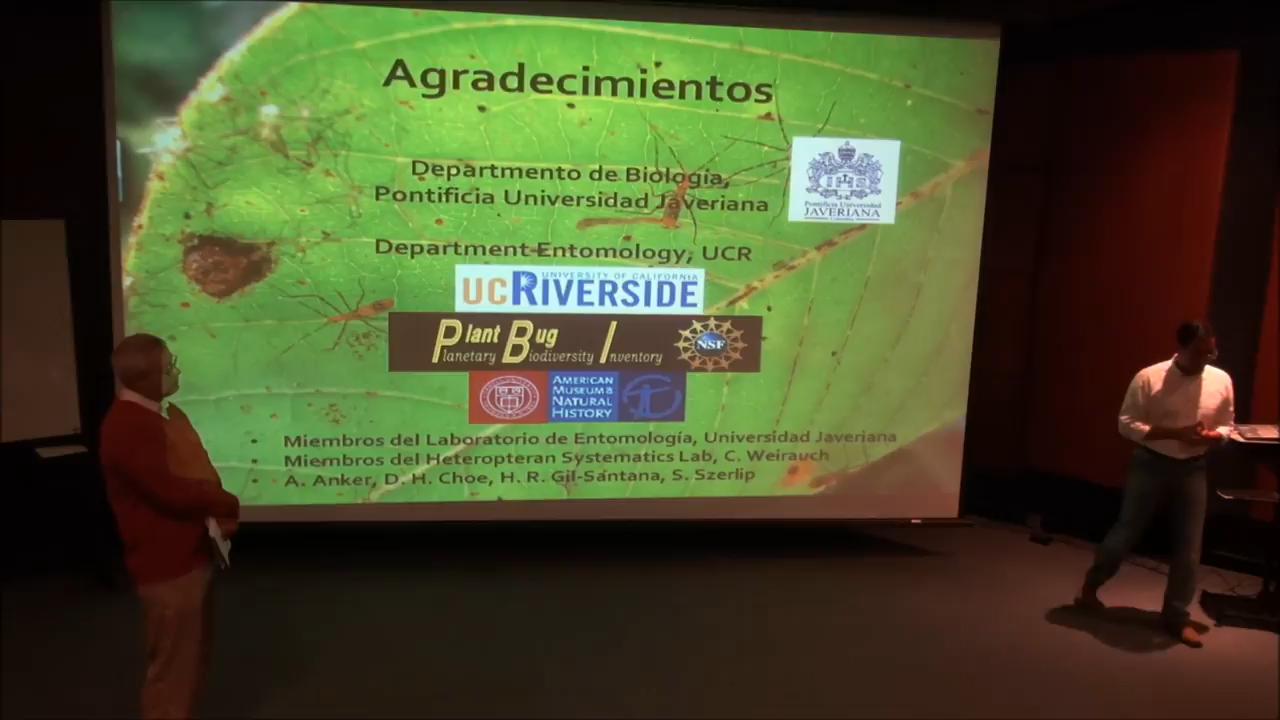 Agradecimientos
Departmento de Biología,
Pontificia Universidad Javeriana
IHS
Pontificia Universidad
JAVERIANA
Department Entomology, UCR
UNIVERSITY OF CALIFORNIA
UCRIVERSIDE
Plant Bug
Planetary Biodiversity Inventory
NSF
AMERICAN
MUSEUM &
NATURAL
HISTORY
• Miembros del Laboratorio de Entomología, Universidad Javeriana
• Miembros del Heteropteran Systematics Lab, C. Weirauch
• A. Anker, D. H. Choe, H. R. Gil-Santana, S. Szerlip